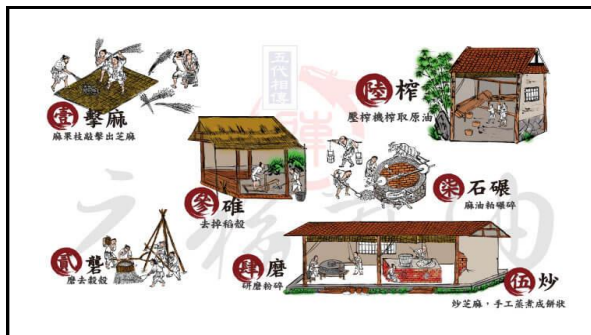 五代相傳
壹 擊麻
麻果枝敲擊出芝麻
陸 榨
壓榨機榨取原油
參 碓
去掉稻殼
柒 石碾
麻油粕碾碎
貳 礱
磨去穀殼
肆 磨
研磨粉碎
伍 炒
炒芝麻，手工蒸煮成餅狀